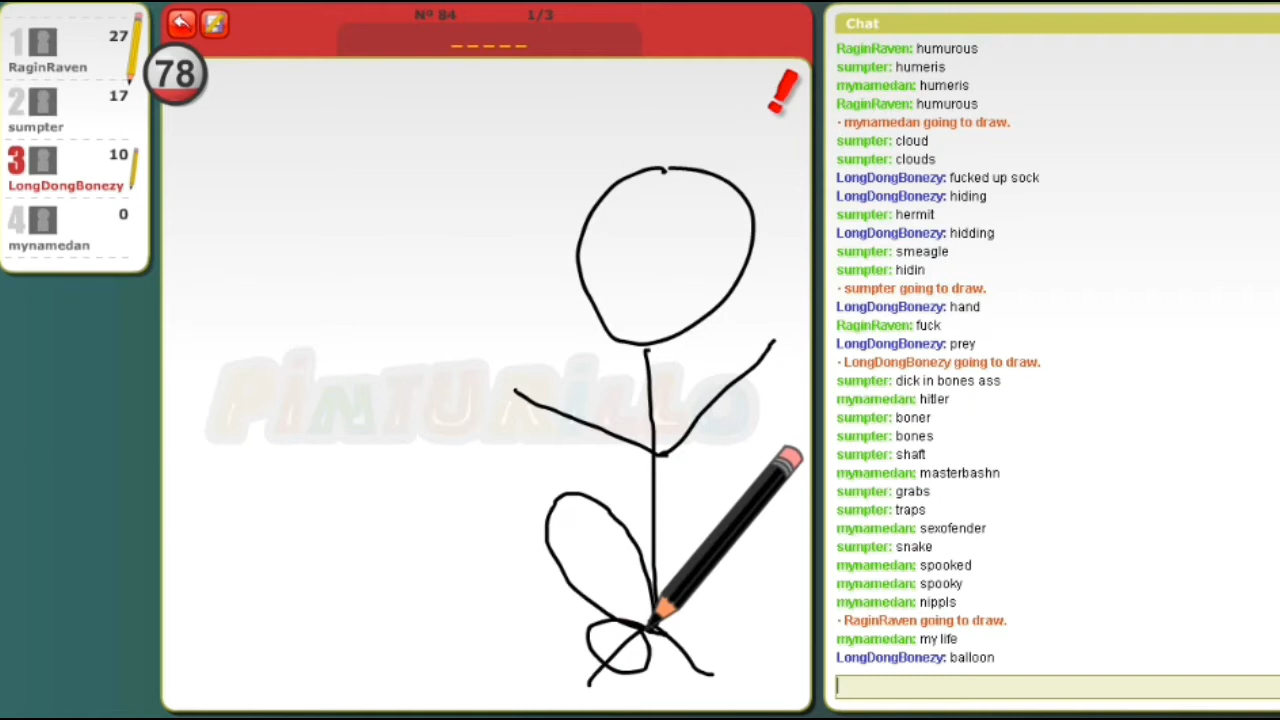 Nº 84 1/3
_ _ _ _ _
78
1 27
RaginRaven
2 17
sumpter
3 10
LongDongBonezy
4 0
mynamedan
Pinturillo
Chat
RaginRaven: humurous
sumpter: humeris
mynamedan: humeris
RaginRaven: humurous
· mynamedan going to draw.
sumpter: cloud
sumpter: clouds
LongDongBonezy: fucked up sock
LongDongBonezy: hiding
sumpter: hermit
LongDongBonezy: hidding
sumpter: smeagle
sumpter: hidin
· sumpter going to draw.
LongDongBonezy: hand
RaginRaven: fuck
LongDongBonezy: prey
· LongDongBonezy going to draw.
sumpter: dick in bones ass
mynamedan: hitler
sumpter: boner
sumpter: bones
sumpter: shaft
mynamedan: masterbashn
sumpter: grabs
sumpter: traps
mynamedan: sexofender
sumpter: snake
mynamedan: spooked
mynamedan: spooky
mynamedan: nippls
· RaginRaven going to draw.
mynamedan: my life
LongDongBonezy: balloon